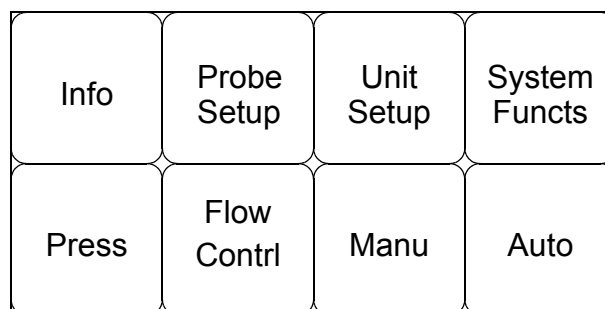 Info
Probe
Setup
Unit
Setup
System
Functs
Press
Flow
Contrl
Manu
Auto